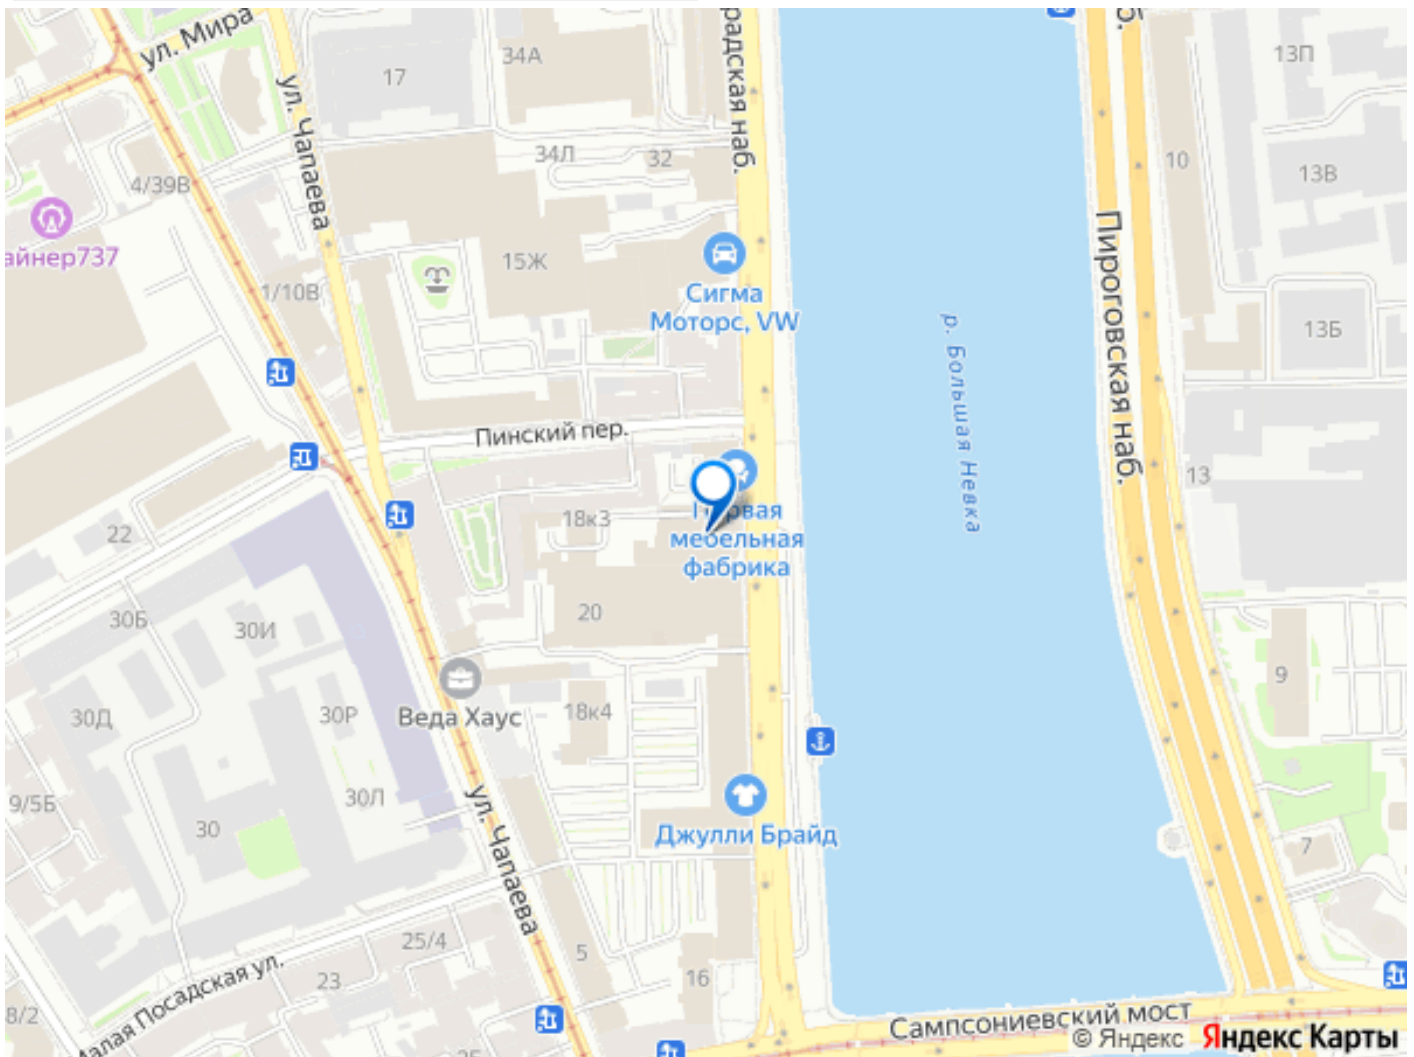 ул. Мира
34А
17
радская наб.
б.
13П
ул. Чапаева
34Л
32
10
13В
4/39В
айнер737
15Ж
Сигма
Моторс, VW
1/10В
р. Большая Невка
Пироговская наб.
13Б
Пинский пер.
13
18к3
рвая
мебельная
фабрика
22
20
30Б
30И
9
30Д
30Р
Веда Хаус
18к4
9/5Б
30Л
30
ул. Чапаева
Джулли Брайд
7
25/4
5
16
23
Малая Посадская ул.
8/2
Сампсониевский мост
© Яндекс Яндекс Карты